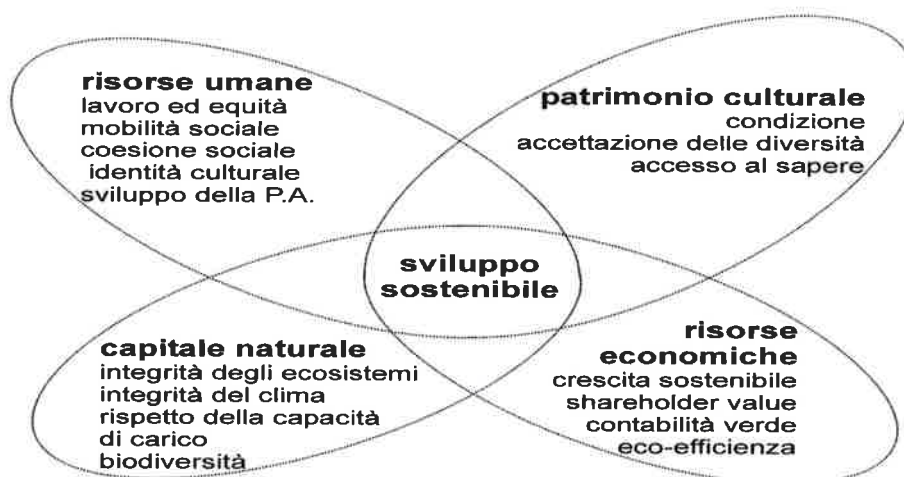 risorse umane
lavoro ed equità
mobilità sociale
coesione sociale
identità culturale
sviluppo della P.A.
patrimonio culturale
condizione
accettazione delle diversità
accesso al sapere
sviluppo
sostenibile
capitale naturale
integrità degli ecosistemi
integrità del clima
rispetto della capacità
di carico
biodiversità
risorse
economiche
crescita sostenibile
shareholder value
contabilità verde
eco-efficienza